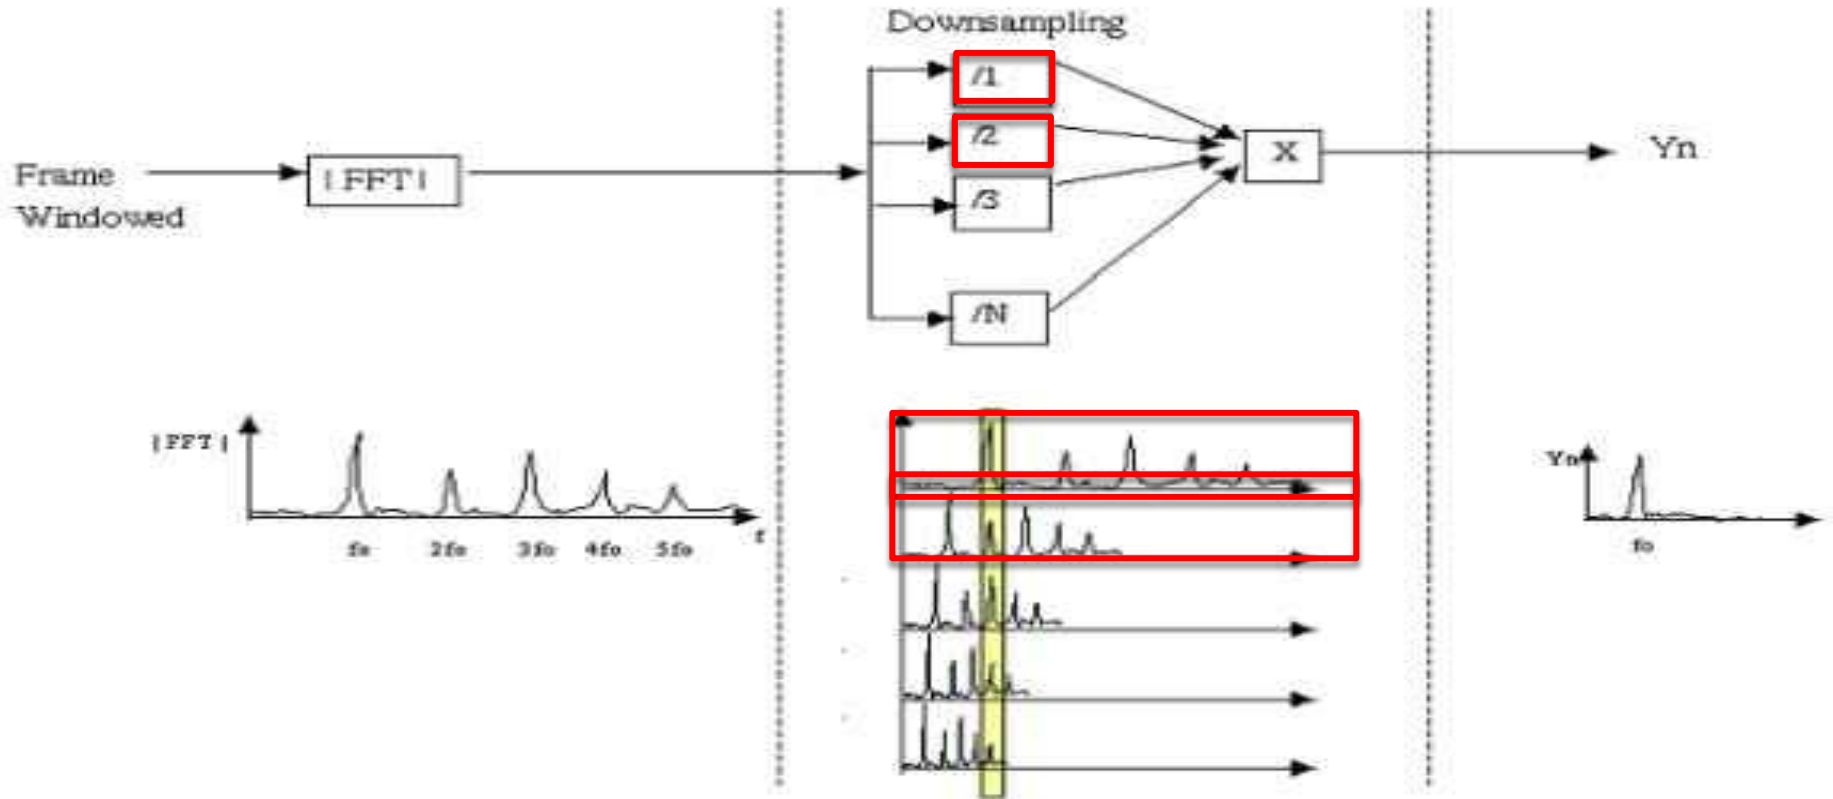 Downsampling
/1
/2
/3
/N
X
Yn
Frame
Windowed
| FFT |
| FFT |
fo 2fo 3fo 4fo 5fo
f
Yn
fo